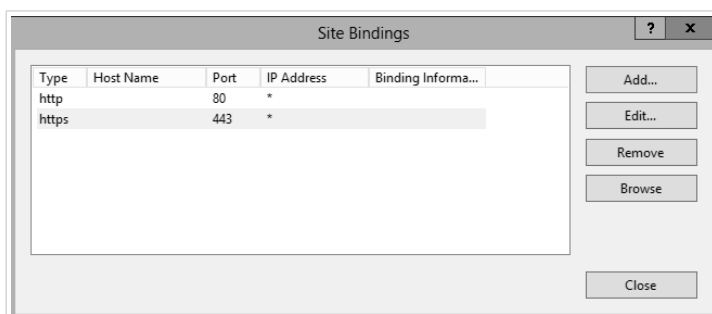 Site Bindings
? x
Type Host Name Port IP Address Binding Informa...
http 80 *
https 443 *
Add...
Edit...
Remove
Browse
Close